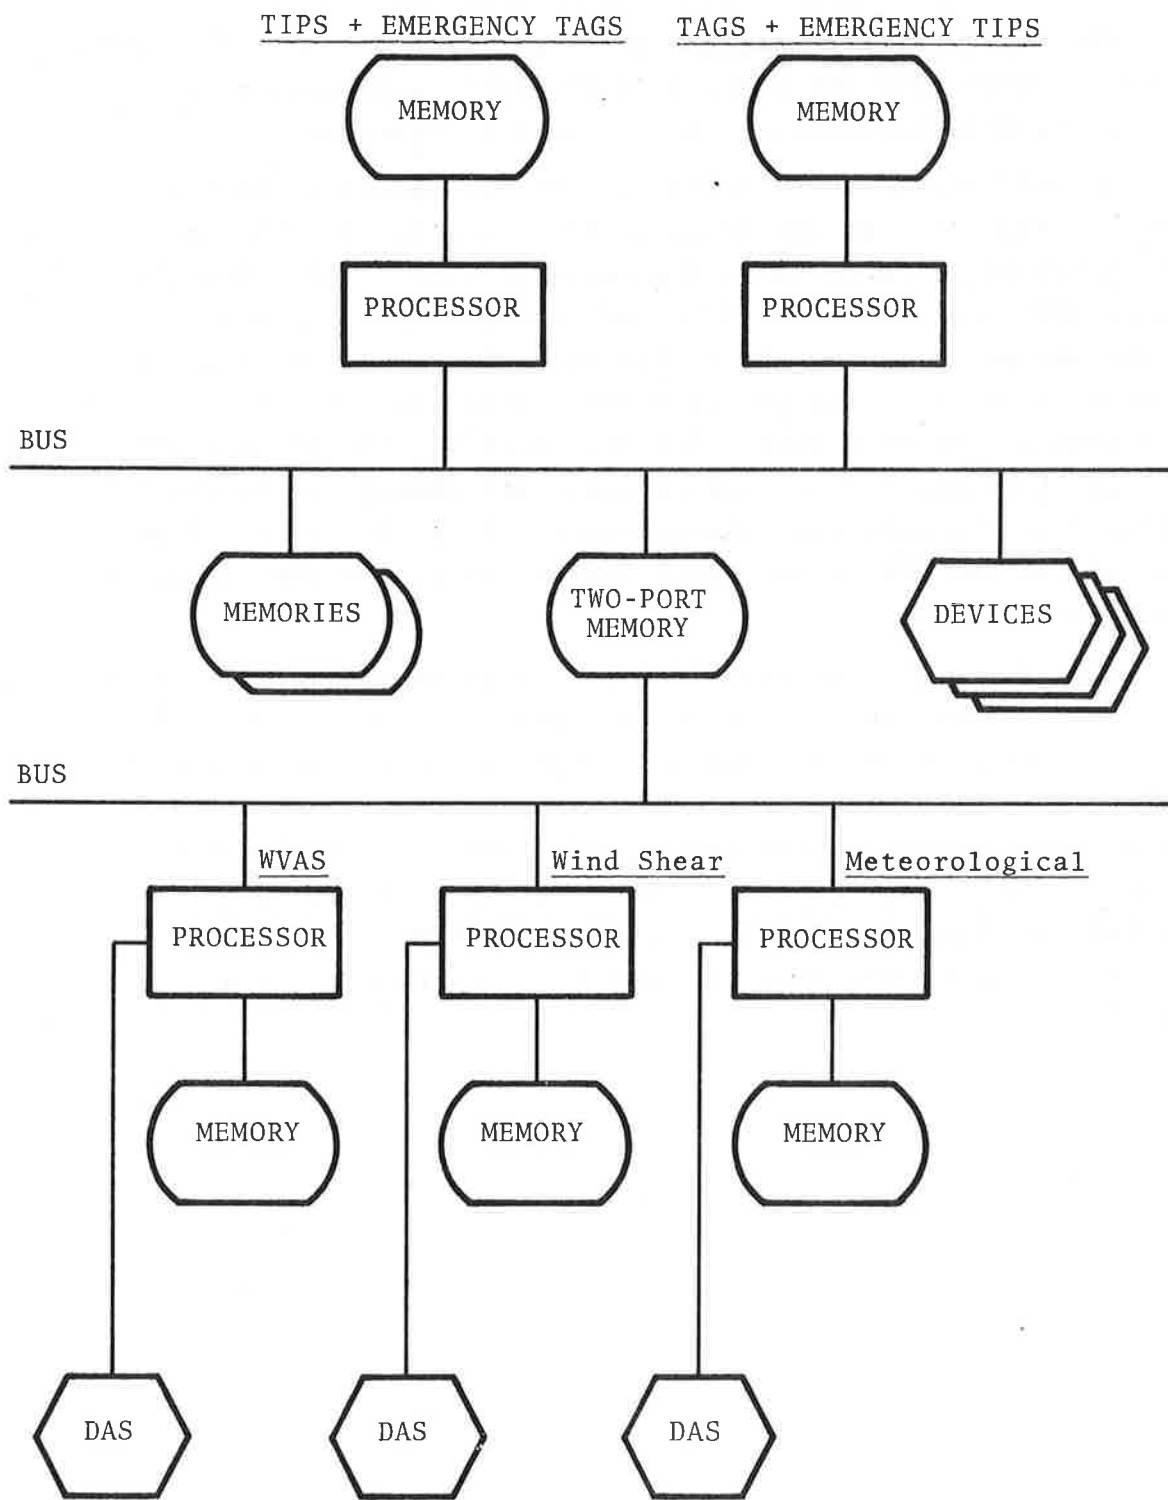 TIPS + EMERGENCY TAGS
TAGS + EMERGENCY TIPS
MEMORY
MEMORY
PROCESSOR
PROCESSOR
BUS
MEMORIES
TWO-PORT
MEMORY
DEVICES
BUS
WVAS
Wind Shear
Meteorological
PROCESSOR
PROCESSOR
PROCESSOR
MEMORY
MEMORY
MEMORY
DAS
DAS
DAS